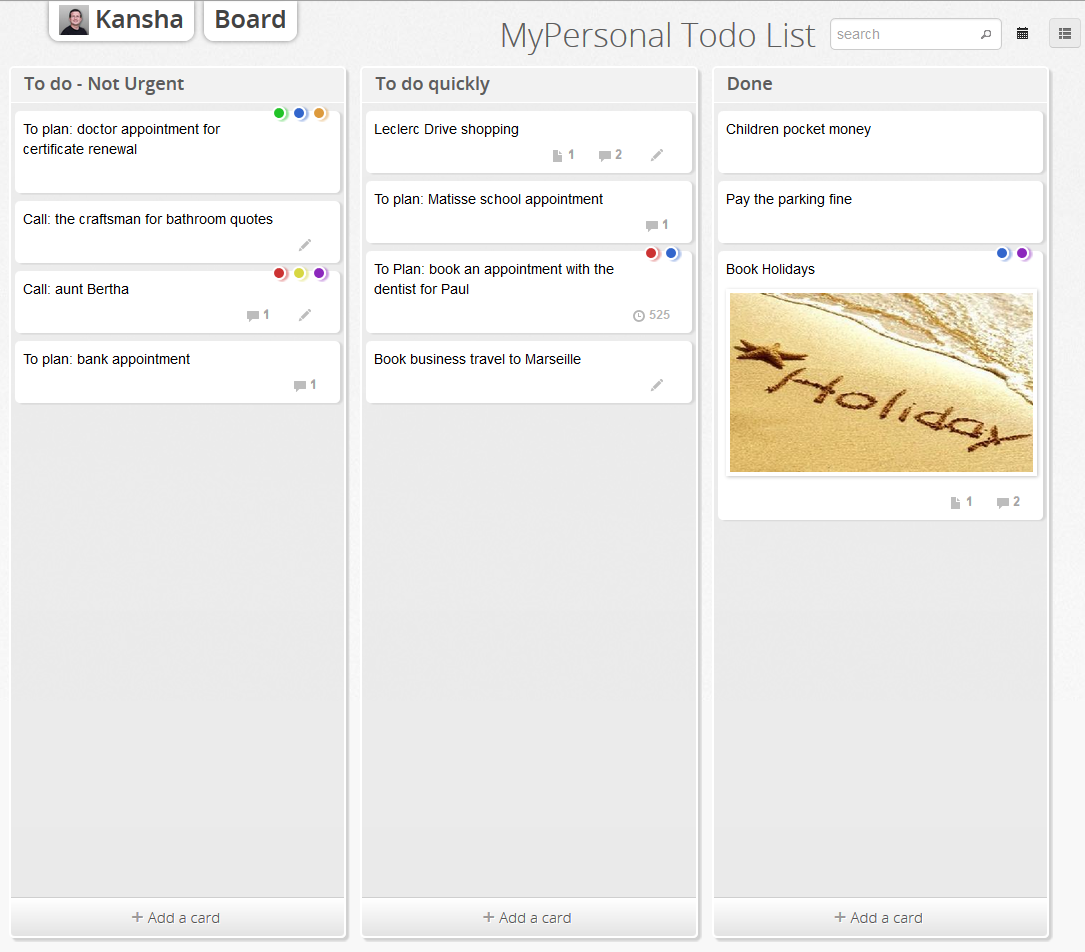 Kansha
Board
MyPersonal Todo List
search
To do - Not Urgent
To plan: doctor appointment for
certificate renewal
Call: the craftsman for bathroom quotes
Call: aunt Bertha
1
To plan: bank appointment
1
+ Add a card
To do quickly
Leclerc Drive shopping
1 2
To plan: Matisse school appointment
1
To Plan: book an appointment with the
dentist for Paul
525
Book business travel to Marseille
+ Add a card
Done
Children pocket money
Pay the parking fine
Book Holidays
Holiday
1 2
+ Add a card